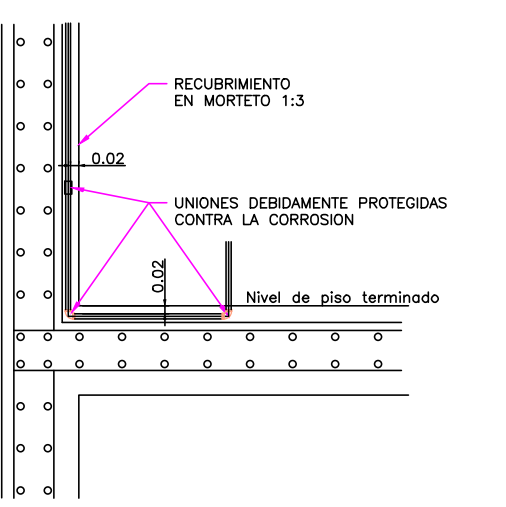 RECUBRIMIENTO
EN MORTETO 1:3
0.02
UNIONES DEBIDAMENTE PROTEGIDAS
CONTRA LA CORROSION
0.02
Nivel de piso terminado